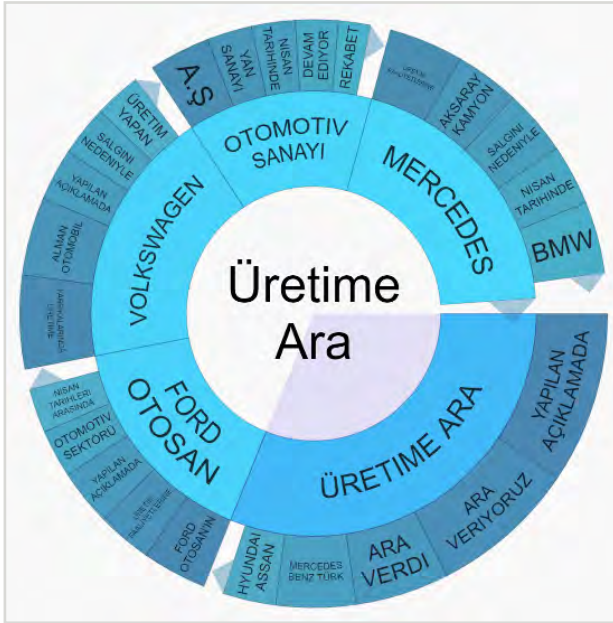 Üretime
Ara
OTOMOTIV
SANAYI
A.Ş
YAN
SANAYI
NISAN
TARIHINDE
DEVAM
EDIYOR
REKABET
MERCEDES
AKSARAY
KAMYON
SALGINI
NEDENIYLE
NISAN
TARIHINDE
BMW
ÜRETIME ARA
YAPILAN
AÇIKLAMADA
ARA
VERIYORUZ
ARA
VERDI
MERCEDES
BENZ TÜRK
HYUNDAI
ASSAN
FORD
OTOSAN
FORD
OTOSAN'IN
YAPILAN
AÇIKLAMADA
OTOMOTIV
SEKTÖRÜ
NISAN
TARIHLERI
ARASINDA
VOLKSWAGEN
ALMAN
OTOMOBIL
YAPILAN
AÇIKLAMADA
SALGINI
NEDENIYLE
ÜRETIM
YAPAN